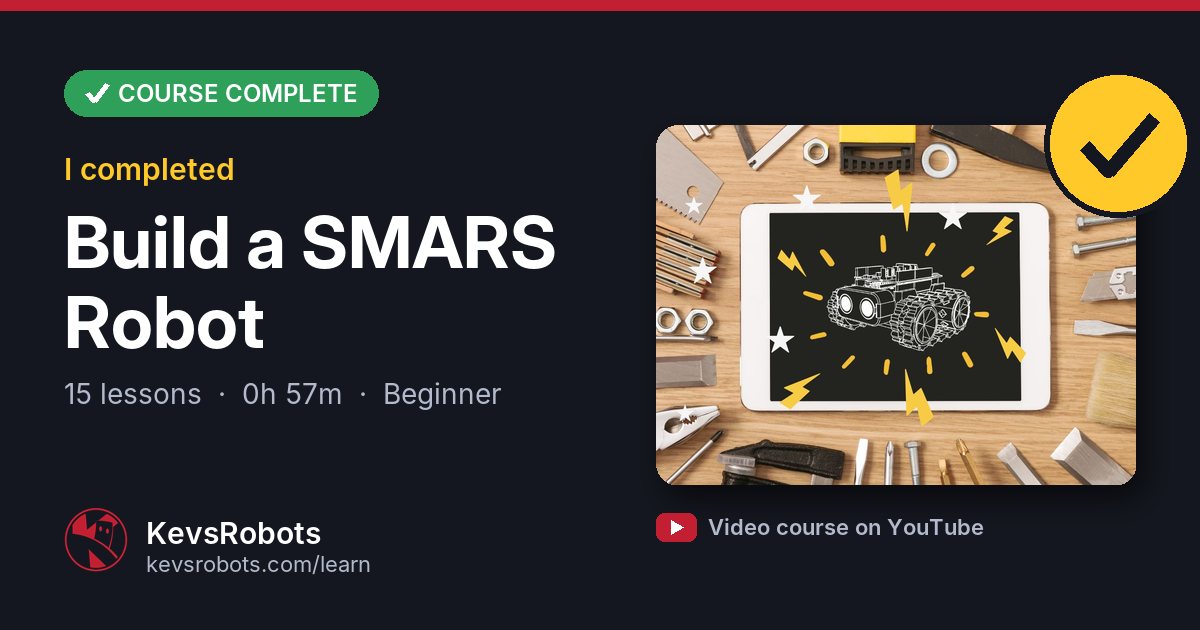 COURSE COMPLETE
I completed
Build a SMARS
Robot
15 lessons · 0h 57m · Beginner
KevsRobots
kevsrobots.com/learn
Video course on YouTube